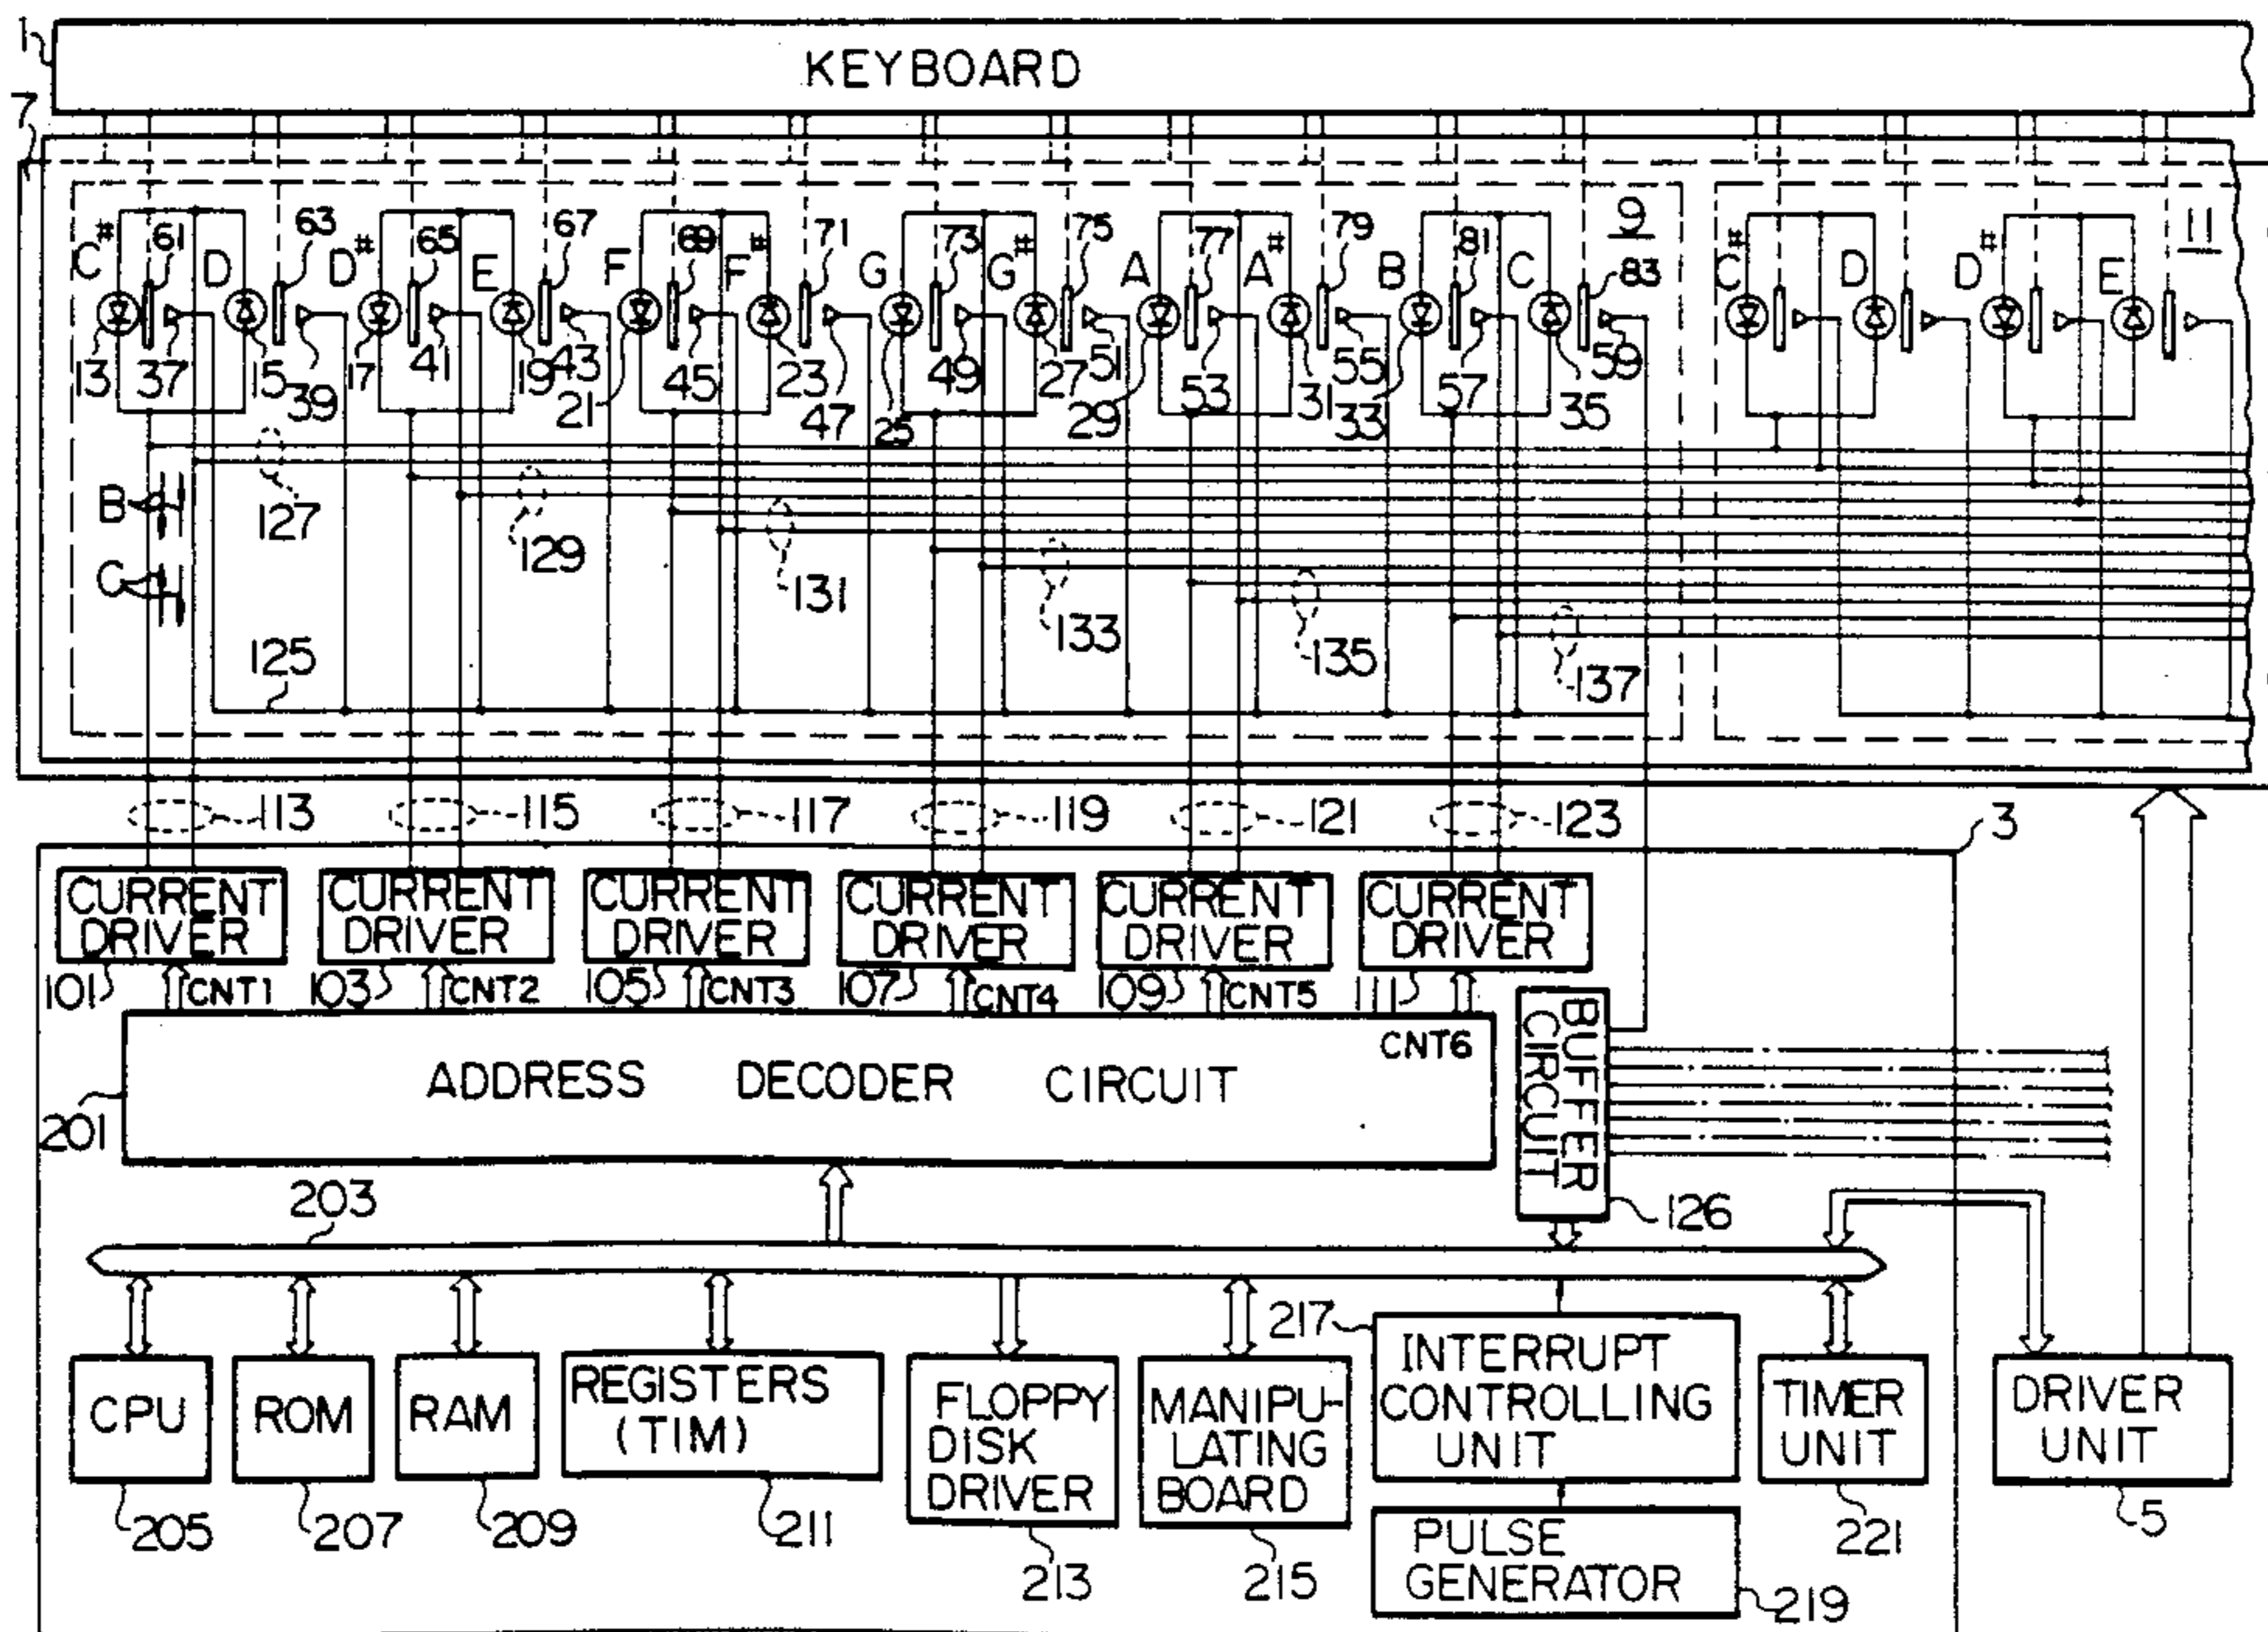 1
KEYBOARD
7
C# 61 D 63 D# 65 E 67 F 69 F# 71 G 73 G# 75 A 77 A# 79 B 81 C 9 83 C# D D# E 11
13 37 15 39 17 41 19 43 21 45 23 47 25 49 27 51 29 53 31 55 33 57 35 59
B 127 129 131 133 135 137
C
125
113 115 117 119 121 123 3
CURRENT DRIVER
CURRENT DRIVER
CURRENT DRIVER
CURRENT DRIVER
CURRENT DRIVER
CURRENT DRIVER
101 CNT1 103 CNT2 105 CNT3 107 CNT4 109 CNT5 111
CNT6
ADDRESS DECODER CIRCUIT
201
BUFFER CIRCUIT
126
203
217
CPU
ROM
RAM
REGISTERS
(TIM)
FLOPPY
DISK
DRIVER
MANIPU-
LATING
BOARD
INTERRUPT
CONTROLLING
UNIT
TIMER
UNIT
DRIVER
UNIT
205 207 209 211 213 215
PULSE
GENERATOR
219
221 5